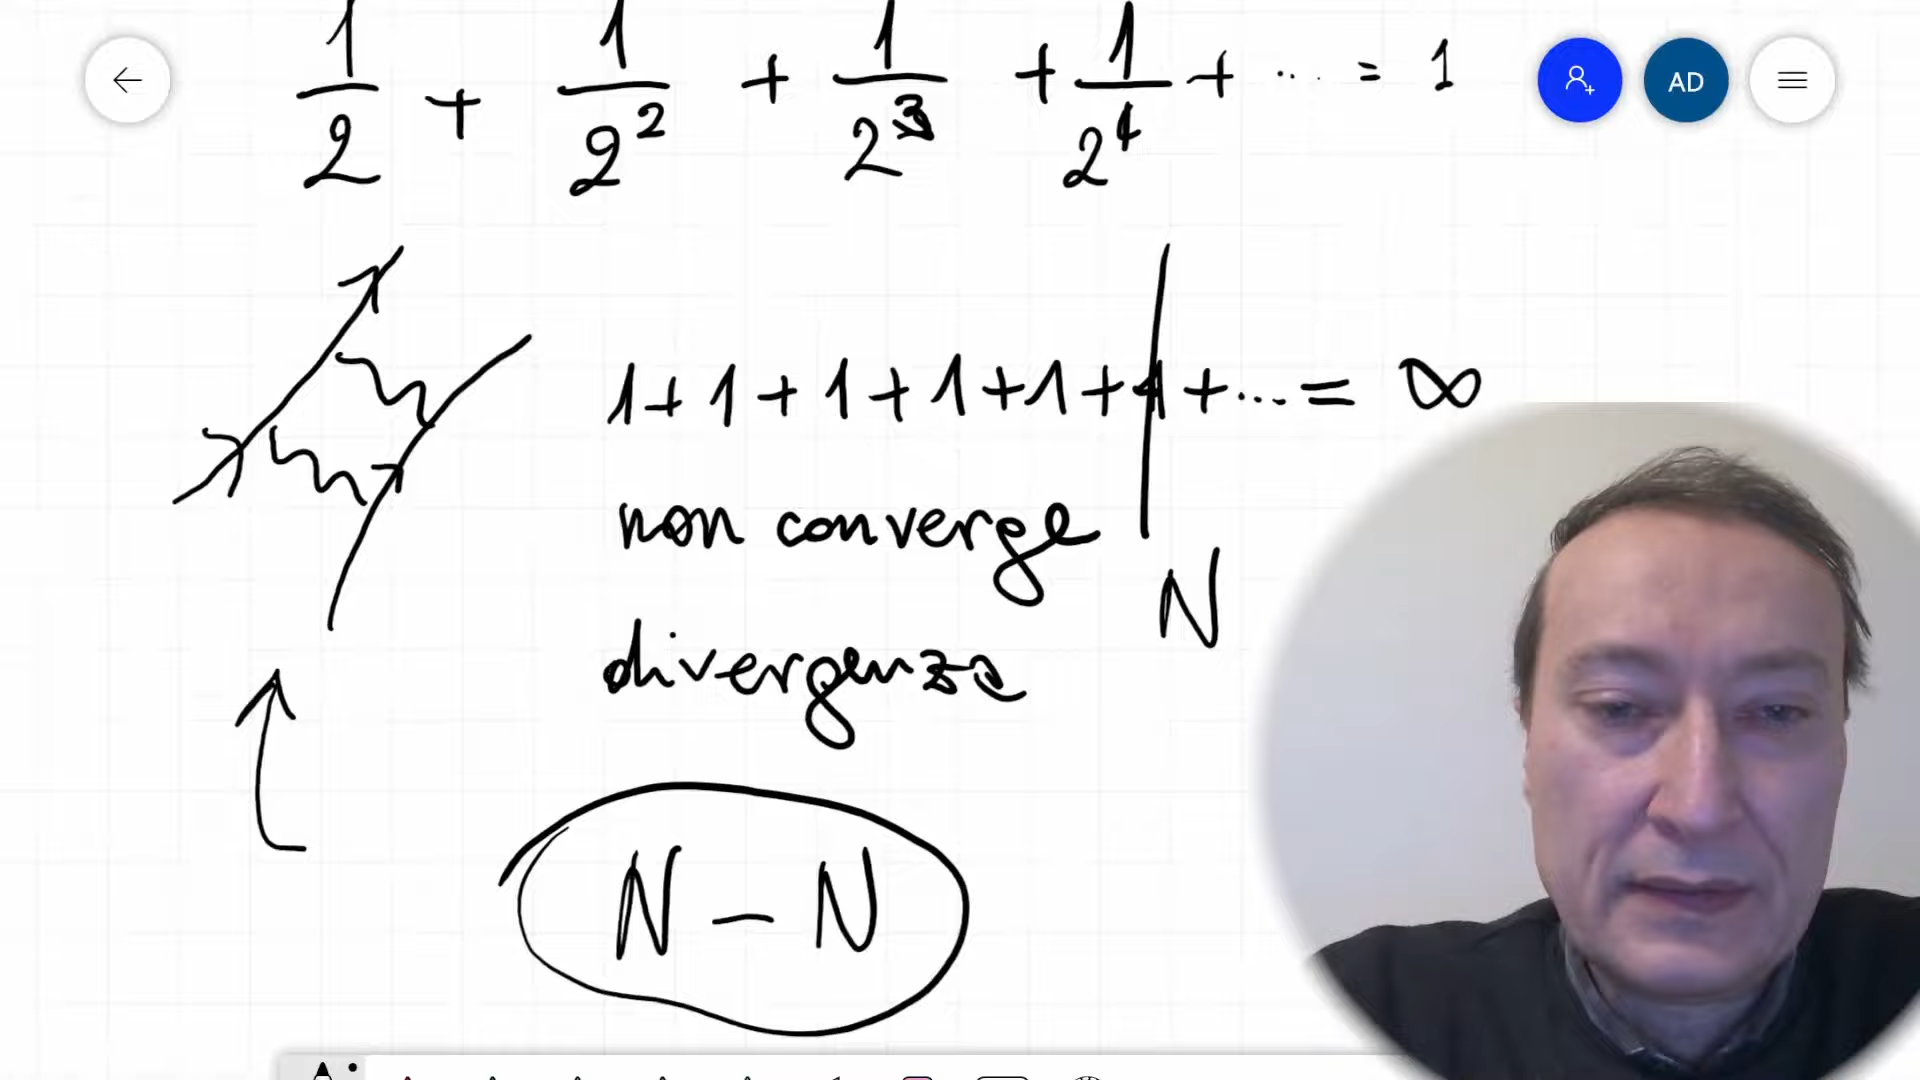 1/2 + 1/2² + 1/2³ + 1/2⁴ + ... = 1
AD
1+1+1+1+1+1+...= ∞
non converge
N
divergenza
N – N